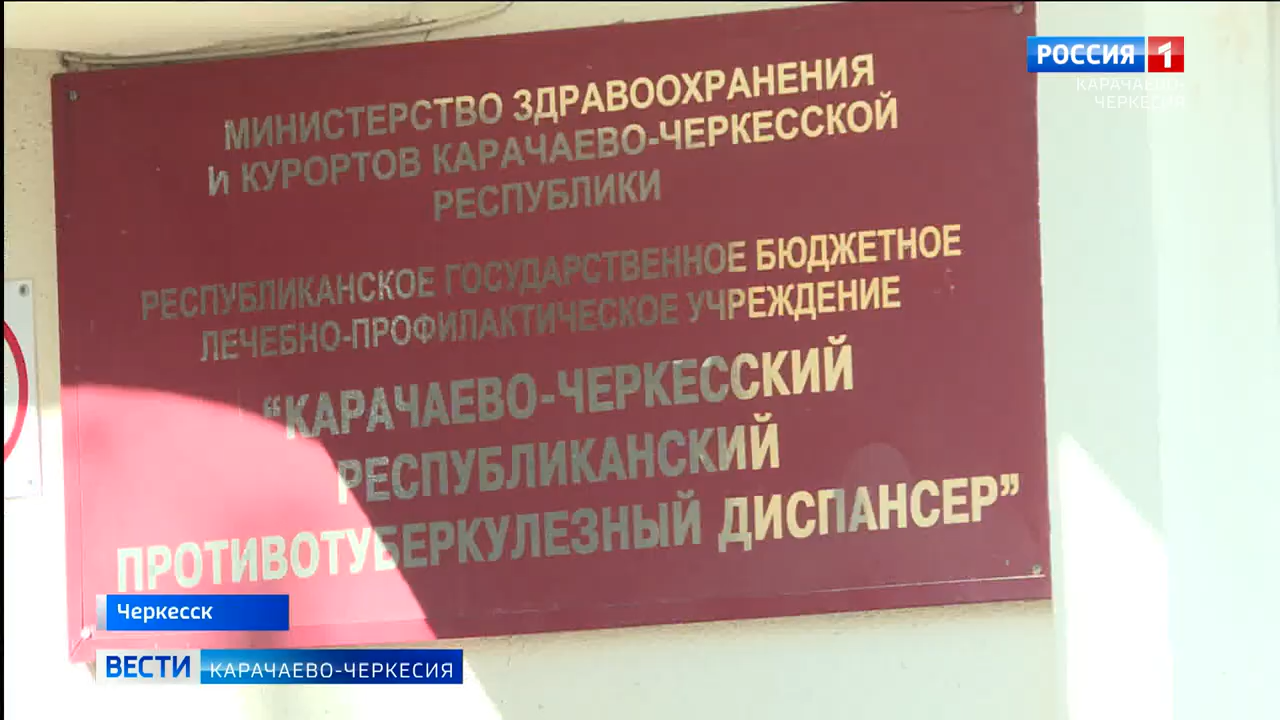 РОССИЯ 1
КАРАЧАЕВО-
ЧЕРКЕСИЯ
МИНИСТЕРСТВО ЗДРАВООХРАНЕНИЯ
И КУРОРТОВ КАРАЧАЕВО-ЧЕРКЕССКОЙ
РЕСПУБЛИКИ
РЕСПУБЛИКАНСКОЕ ГОСУДАРСТВЕННОЕ БЮДЖЕТНОЕ
ЛЕЧЕБНО-ПРОФИЛАКТИЧЕСКОЕ УЧРЕЖДЕНИЕ
“КАРАЧАЕВО-ЧЕРКЕССКИЙ
РЕСПУБЛИКАНСКИЙ
ПРОТИВОТУБЕРКУЛЕЗНЫЙ ДИСПАНСЕР”
Черкесск
ВЕСТИ КАРАЧАЕВО-ЧЕРКЕСИЯ